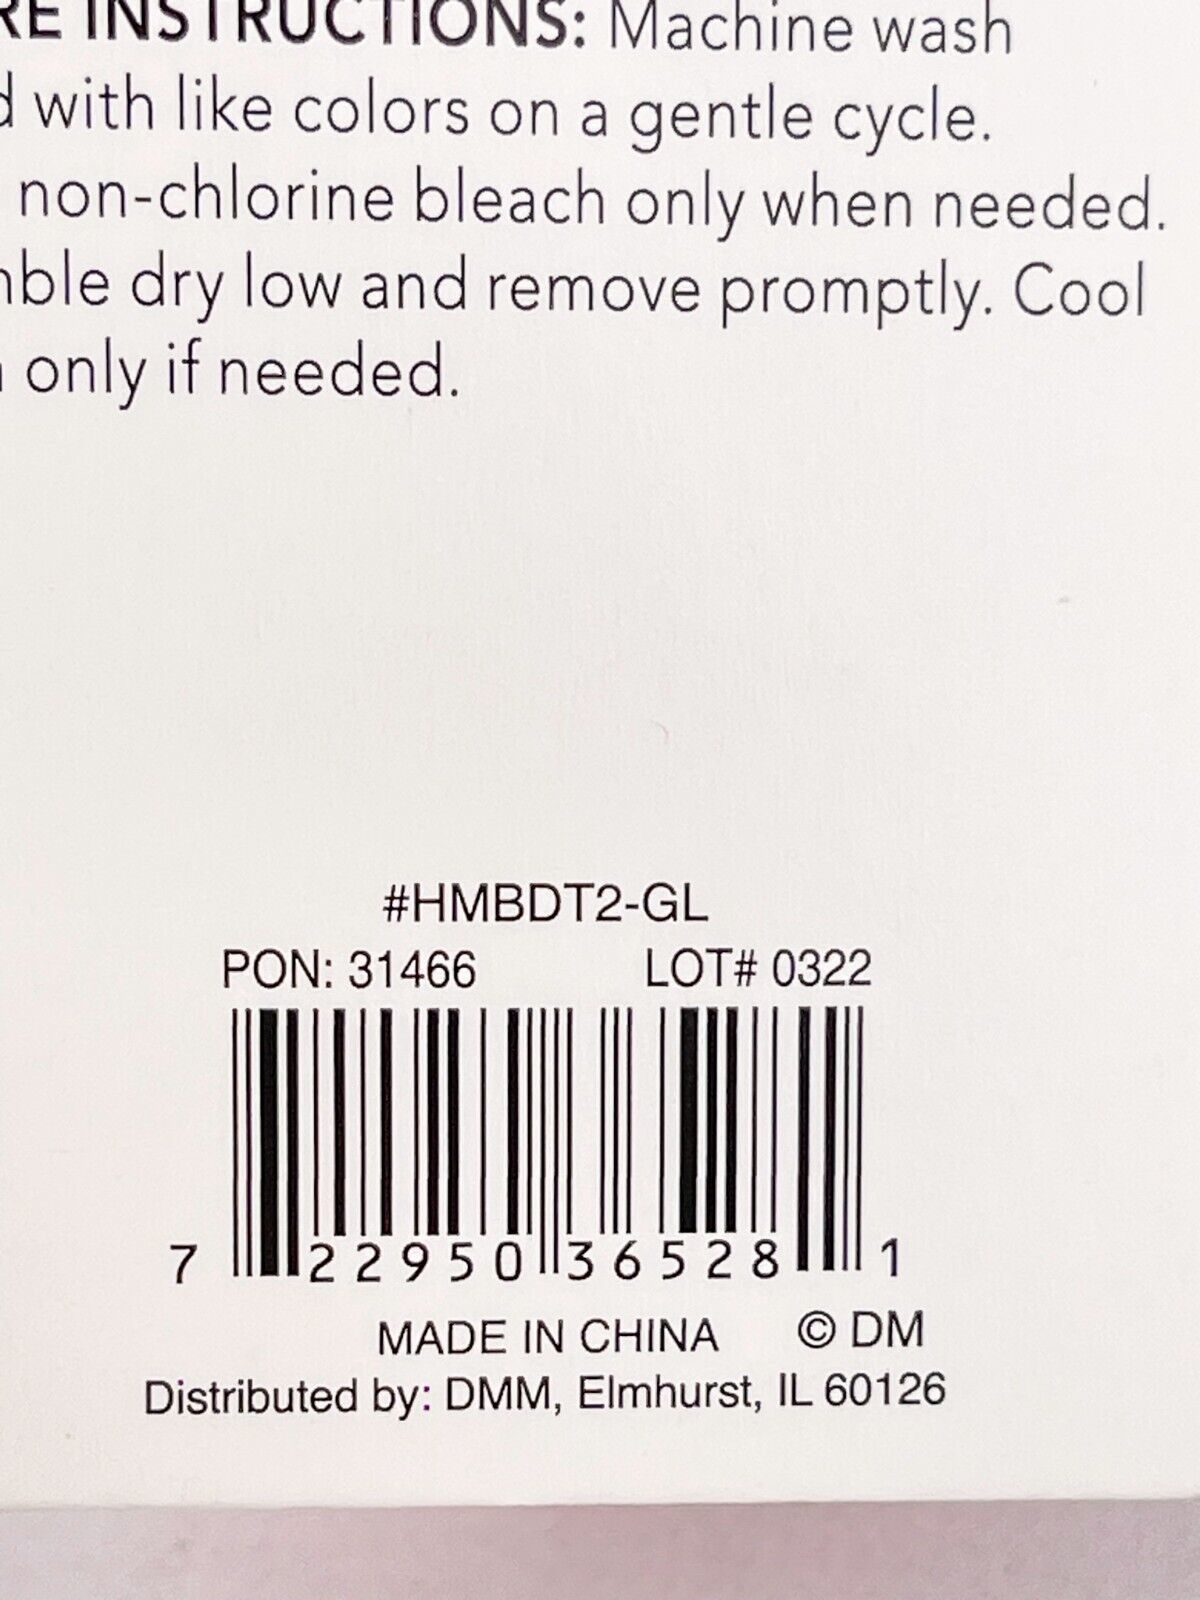 RE INSTRUCTIONS: Machine wash
d with like colors on a gentle cycle.
non-chlorine bleach only when needed.
mble dry low and remove promptly. Cool
n only if needed.
#HMBDT2-GL
PON: 31466 LOT# 0322
7 22950 36528 1
MADE IN CHINA © DM
Distributed by: DMM, Elmhurst, IL 60126